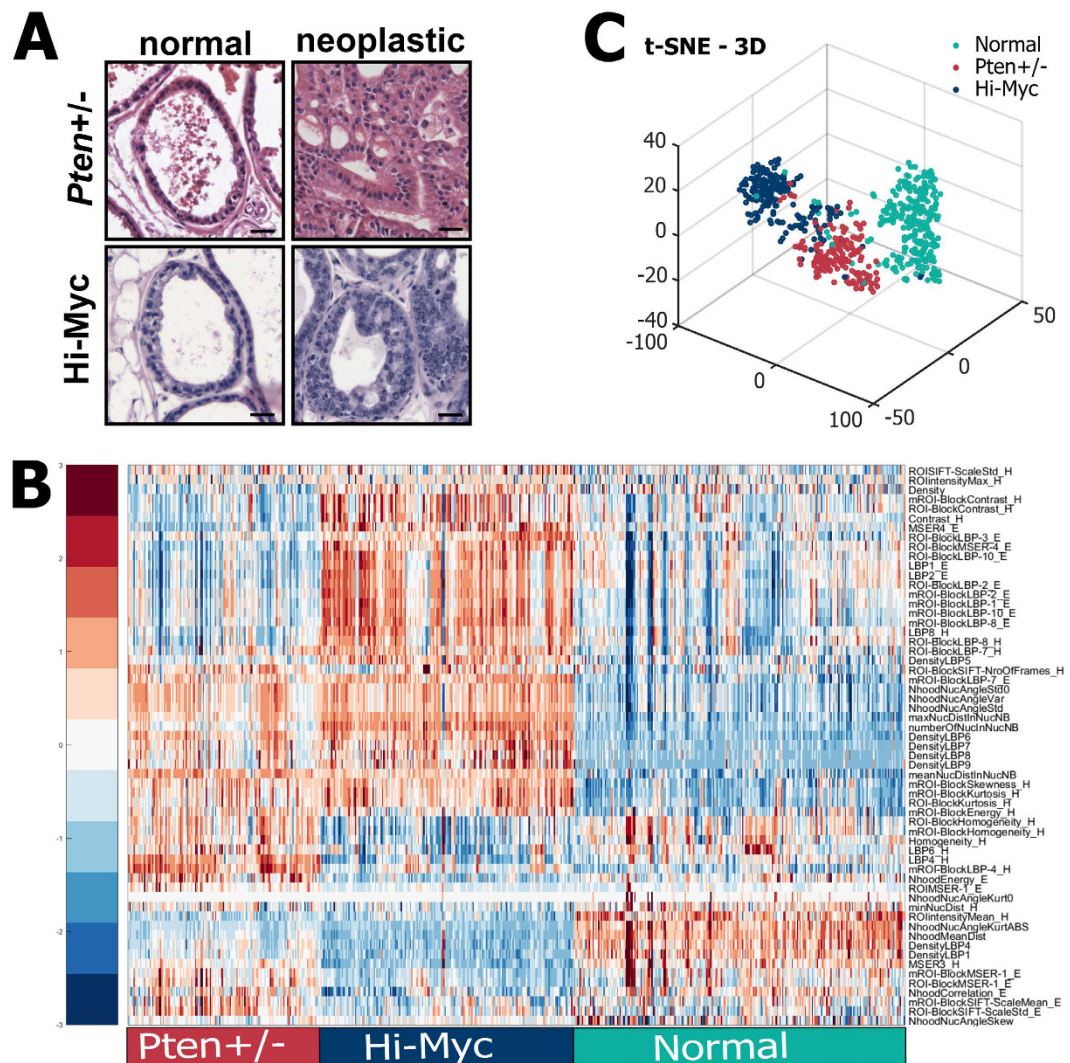 A
normal
neoplastic
Pten+/-
Hi-Myc
C
t-SNE - 3D
Normal
Pten+/-
Hi-Myc
40
20
0
-20
-40
-100
0
100
-50
0
50
B
3
2
1
0
-1
-2
-3
ROISIFT-ScaleStd_H
ROIintensityMax_H
Density
mROI-BlockContrast_H
ROI-BlockContrast_H
Contrast_H
MSER4_E
ROI-BlockLBP-3_E
ROI-BlockMSER-4_E
ROI-BlockLBP-10_E
LBP1_E
LBP2_E
ROI-BlockLBP-2_E
mROI-BlockLBP-2_E
mROI-BlockLBP-1_E
mROI-BlockLBP-10_E
mROI-BlockLBP-8_E
LBP8_H
ROI-BlockLBP-8_H
ROI-BlockLBP-7_H
DensityLBP5
ROI-BlockSIFT-NroOfFrames_H
mROI-BlockLBP-7_E
NhoodNucAngleStd0
NhoodNucAngleVar
NhoodNucAngleStd
maxNucDistInNucNB
numberOfNucInNucNB
DensityLBP6
DensityLBP7
DensityLBP8
DensityLBP9
meanNucDistInNucNB
mROI-BlockSkewness_H
mROI-BlockKurtosis_H
ROI-BlockKurtosis_H
mROI-BlockEnergy_H
ROI-BlockHomogeneity_H
mROI-BlockHomogeneity_H
Homogeneity_H
LBP6_H
LBP4_H
mROI-BlockLBP-4_H
NhoodEnergy_E
ROIMSER-1_E
NhoodNucAngleKurt0
minNucDist_H
ROIintensityMean_H
NhoodNucAngleKurtABS
NhoodMeanDist
DensityLBP4
DensityLBP1
MSER3_H
mROI-BlockMSER-1_E
ROI-BlockMSER-1_E
NhoodCorrelation_E
mROI-BlockSIFT-ScaleMean_E
ROI-BlockSIFT-ScaleStd_E
NhoodNucAngleSkew
Pten+/-
Hi-Myc
Normal